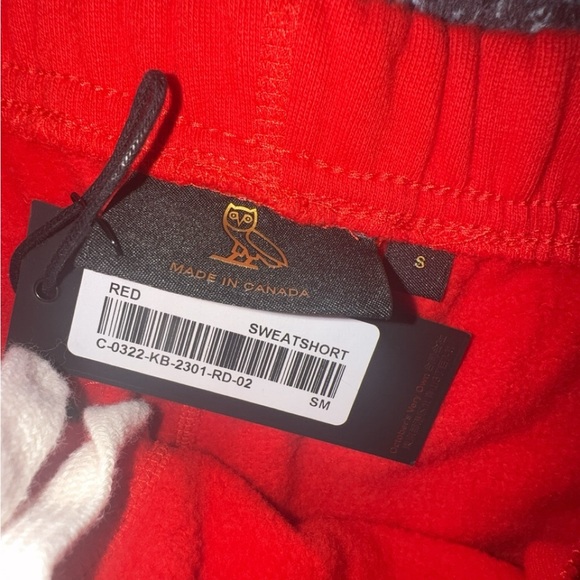 MADE IN CANADA
S
RED
SWEATSHORT
C-0322-KB-2301-RD-02
SM